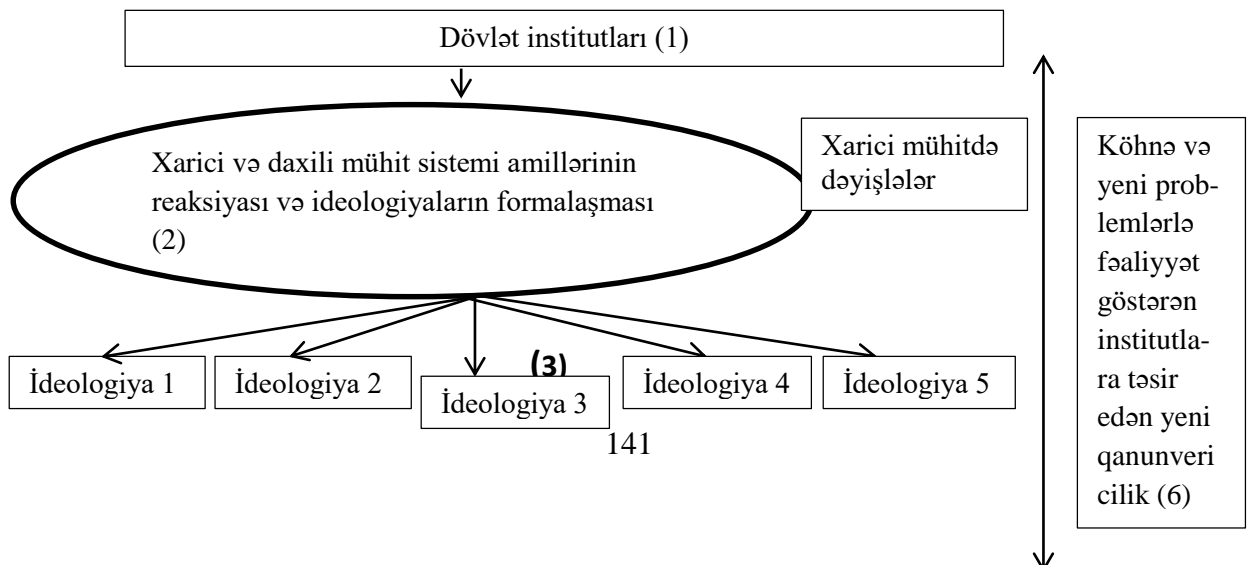 Dövlət institutları (1)
Xarici və daxili mühit sistemi amillərinin
reaksiyası və ideologiyaların formalaşması
(2)
Xarici mühitdə
dəyişlələr
Köhnə və
yeni prob-
lemlərlə
fəaliyyət
göstərən
institutla-
ra təsir
edən yeni
qanunveri
cilik (6)
(3)
İdeologiya 1
İdeologiya 2
İdeologiya 3
İdeologiya 4
İdeologiya 5
141